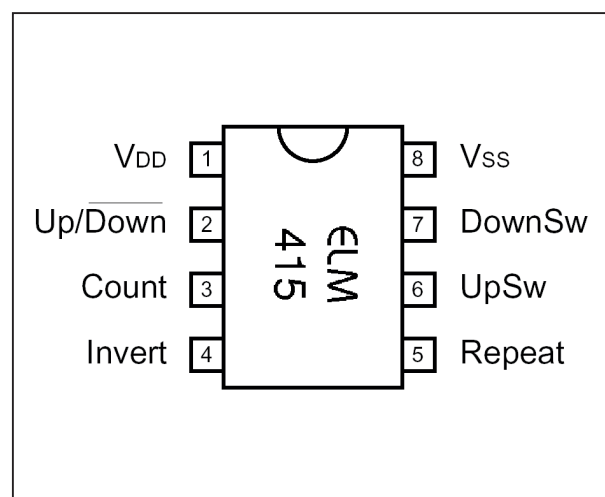 VDD 1 8 VSS
Up/Down 2 7 DownSw
Count 3 6 UpSw
Invert 4 5 Repeat
ELM
415